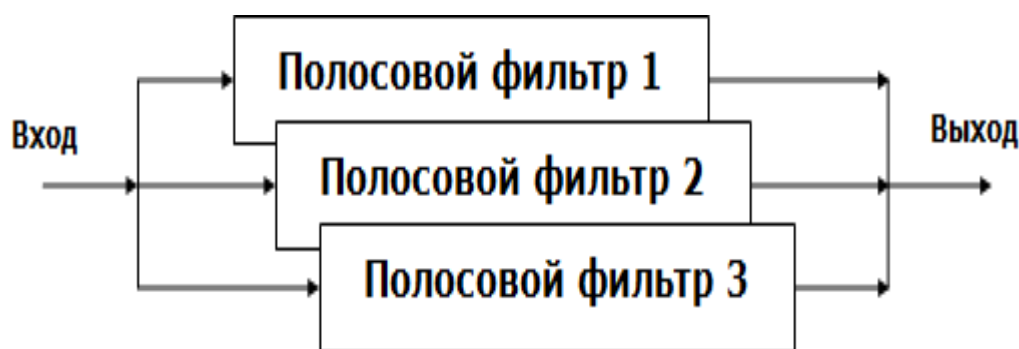 Полосовой фильтр 1
Вход
Полосовой фильтр 2
Выход
Полосовой фильтр 3